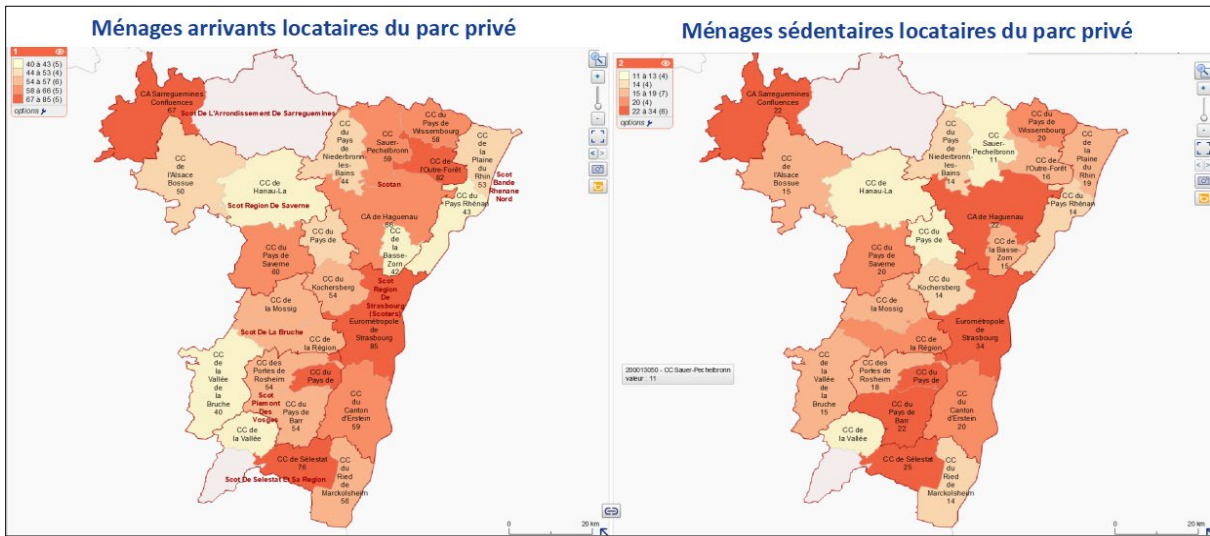 Ménages arrivants locataires du parc privé
1
40 à 43 (5)
44 à 53 (4)
54 à 57 (6)
58 à 66 (5)
67 à 85 (5)
options
CA Sarreguemines
Confluences
67
Scot De L'Arrondissement De Sarreguemines
CC
de
l'Alsace
Bossue
50
CC de
Hanau-La
Scot Region De Saverne
CC
du
Pays
de
Niederbronn-
les-
Bains
44
CC
Sauer-
Pechelbronn
59
CC
du
Pays de
Wissembourg
58
CC de
l'Outre-Forêt
82
CC
de
la
Plaine
du
Rhin
53
Scot
Bande
Rhenane
Nord
Scotan
CC
du
Pays Rhénan
43
CA de Haguenau
CC
de
la
Basse-
Zorn
42
CC du
Pays de
CC
du
Pays de
Saverne
60
CC
du
Kochersberg
54
Scot
Region
De
Strasbourg
(Scoters)
CC
de
la Mossig
Eurométropole
de
Strasbourg
85
Scot De La Bruche
CC
de
la Région
CC
de
la
Vallée
de
la
Bruche
40
CC des
Portes de
Rosheim
54
CC du
Pays de
Scot
Piemont
Des
Vosges
CC
du
Pays de
Barr
54
CC
du
Canton
d'Erstein
59
CC de
la Vallée
CC de Sélestat
76
Scot De Selestat Et Sa Region
CC
du
Ried
de
Marckolsheim
56
0 20 km
Ménages sédentaires locataires du parc privé
2
11 à 13 (4)
14 (4)
15 à 19 (7)
20 (4)
22 à 34 (6)
options
CA Sarreguemines
Confluences
22
CC
de
l'Alsace
Bossue
15
CC de
Hanau-La
CC
du
Pays
de
Niederbronn-
les-
Bains
14
CC
Sauer-
Pechelbronn
11
CC
du
Pays de
Wissembourg
20
CC de
l'Outre-Forêt
16
CC
de
la
Plaine
du
Rhin
19
CC
du
Pays Rhénan
14
CA de Haguenau
22
CC
de
la Basse-
Zorn
15
CC du
Pays de
CC
du
Pays de
Saverne
20
CC
du
Kochersberg
14
CC
de
la Mossig
Eurométropole
de
Strasbourg
34
CC
de
la Région
200013050 - CC Sauer-Pechelbronn
valeur : 11
CC
de
la
Vallée
de
la
Bruche
15
CC des
Portes de
Rosheim
18
CC du
Pays de
CC
du
Pays de
Barr
22
CC
du
Canton
d'Erstein
20
CC de
la Vallée
CC de
Sélestat
25
CC
du
Ried
de
Marckolsheim
14
0 20 km